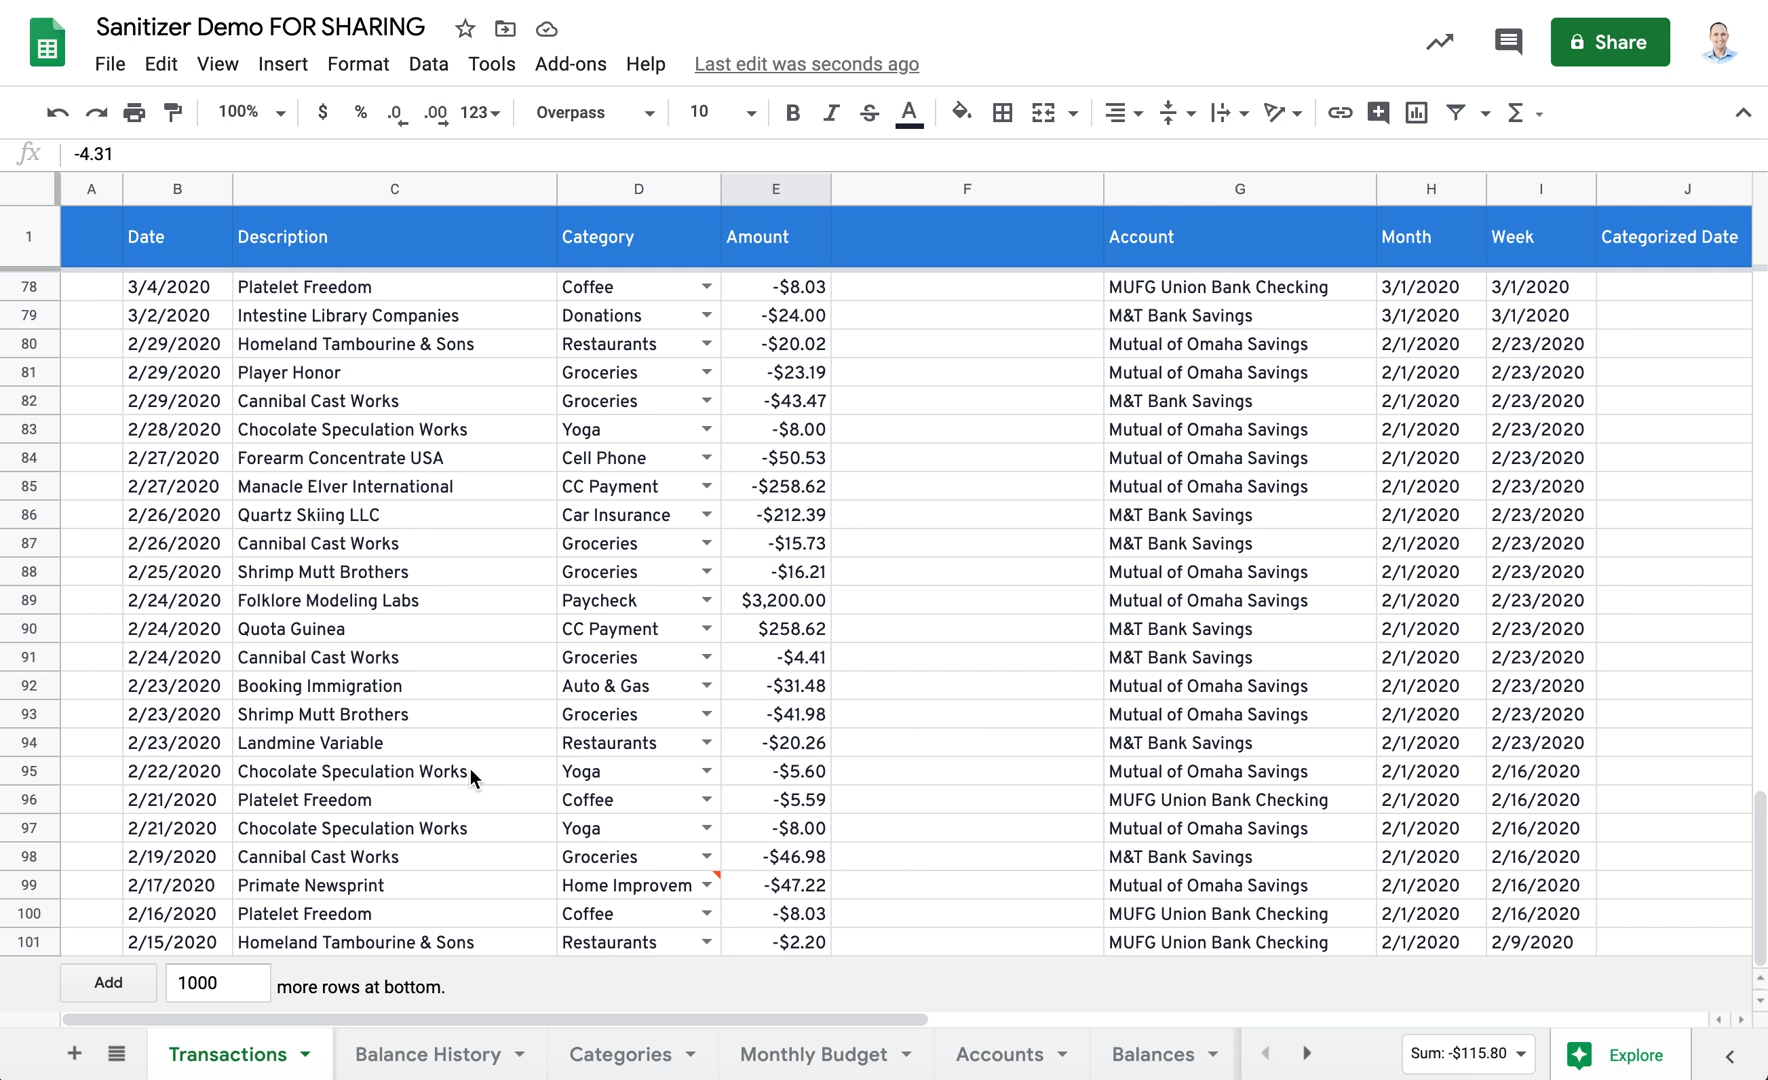 Sanitizer Demo FOR SHARING
File Edit View Insert Format Data Tools Add-ons Help Last edit was seconds ago
Share
100% $ % .0 .00 123 Overpass 10 B I S A Σ
fx -4.31
A B C D E F G H I J
1 Date Description Category Amount Account Month Week Categorized Date
78 3/4/2020 Platelet Freedom Coffee -$8.03 MUFG Union Bank Checking 3/1/2020 3/1/2020
79 3/2/2020 Intestine Library Companies Donations -$24.00 M&T Bank Savings 3/1/2020 3/1/2020
80 2/29/2020 Homeland Tambourine & Sons Restaurants -$20.02 Mutual of Omaha Savings 2/1/2020 2/23/2020
81 2/29/2020 Player Honor Groceries -$23.19 Mutual of Omaha Savings 2/1/2020 2/23/2020
82 2/29/2020 Cannibal Cast Works Groceries -$43.47 M&T Bank Savings 2/1/2020 2/23/2020
83 2/28/2020 Chocolate Speculation Works Yoga -$8.00 Mutual of Omaha Savings 2/1/2020 2/23/2020
84 2/27/2020 Forearm Concentrate USA Cell Phone -$50.53 Mutual of Omaha Savings 2/1/2020 2/23/2020
85 2/27/2020 Manacle Elver International CC Payment -$258.62 Mutual of Omaha Savings 2/1/2020 2/23/2020
86 2/26/2020 Quartz Skiing LLC Car Insurance -$212.39 M&T Bank Savings 2/1/2020 2/23/2020
87 2/26/2020 Cannibal Cast Works Groceries -$15.73 M&T Bank Savings 2/1/2020 2/23/2020
88 2/25/2020 Shrimp Mutt Brothers Groceries -$16.21 Mutual of Omaha Savings 2/1/2020 2/23/2020
89 2/24/2020 Folklore Modeling Labs Paycheck $3,200.00 Mutual of Omaha Savings 2/1/2020 2/23/2020
90 2/24/2020 Quota Guinea CC Payment $258.62 M&T Bank Savings 2/1/2020 2/23/2020
91 2/24/2020 Cannibal Cast Works Groceries -$4.41 M&T Bank Savings 2/1/2020 2/23/2020
92 2/23/2020 Booking Immigration Auto & Gas -$31.48 Mutual of Omaha Savings 2/1/2020 2/23/2020
93 2/23/2020 Shrimp Mutt Brothers Groceries -$41.98 Mutual of Omaha Savings 2/1/2020 2/23/2020
94 2/23/2020 Landmine Variable Restaurants -$20.26 M&T Bank Savings 2/1/2020 2/23/2020
95 2/22/2020 Chocolate Speculation Works Yoga -$5.60 Mutual of Omaha Savings 2/1/2020 2/16/2020
96 2/21/2020 Platelet Freedom Coffee -$5.59 MUFG Union Bank Checking 2/1/2020 2/16/2020
97 2/21/2020 Chocolate Speculation Works Yoga -$8.00 Mutual of Omaha Savings 2/1/2020 2/16/2020
98 2/19/2020 Cannibal Cast Works Groceries -$46.98 M&T Bank Savings 2/1/2020 2/16/2020
99 2/17/2020 Primate Newsprint Home Improvem -$47.22 Mutual of Omaha Savings 2/1/2020 2/16/2020
100 2/16/2020 Platelet Freedom Coffee -$8.03 MUFG Union Bank Checking 2/1/2020 2/16/2020
101 2/15/2020 Homeland Tambourine & Sons Restaurants -$2.20 MUFG Union Bank Checking 2/1/2020 2/9/2020
Add 1000 more rows at bottom.
Transactions Balance History Categories Monthly Budget Accounts Balances Sum: -$115.80 Explore